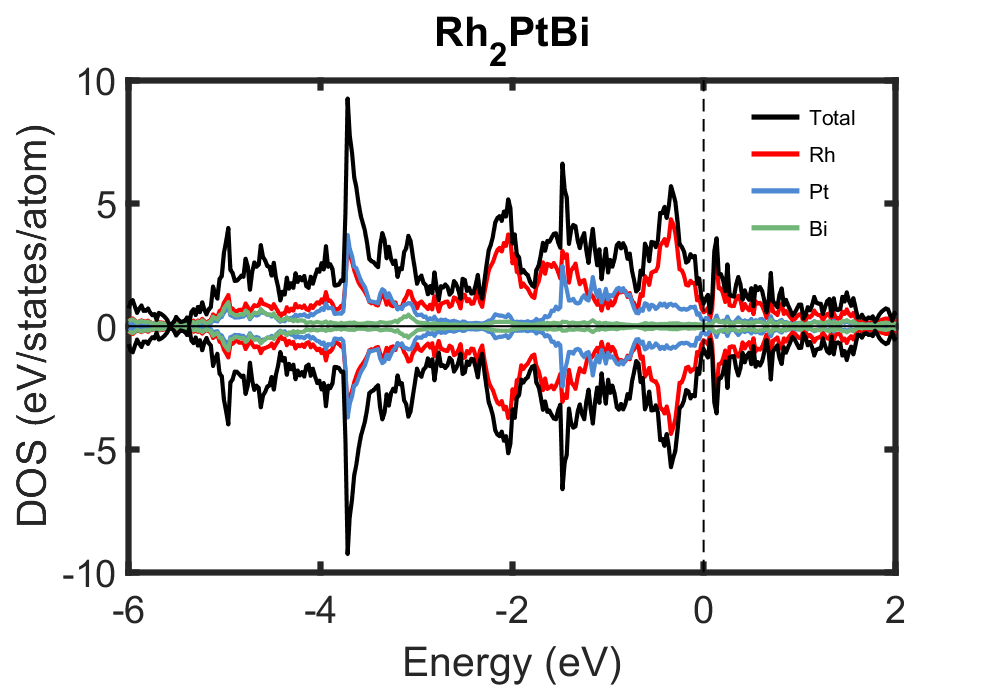 Rh₂PtBi
10
5
0
-5
-10
DOS (eV/states/atom)
Total
Rh
Pt
Bi
-6 -4 -2 0 2
Energy (eV)